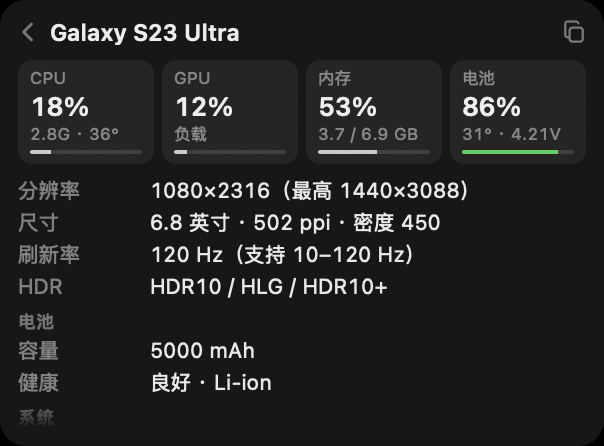 Galaxy S23 Ultra
CPU GPU 内存 电池
18% 12% 53% 86%
2.8G · 36° 负载 3.7 / 6.9 GB 31° · 4.21V
分辨率 1080×2316（最高 1440×3088）
尺寸 6.8 英寸 · 502 ppi · 密度 450
刷新率 120 Hz（支持 10–120 Hz）
HDR HDR10 / HLG / HDR10+
电池
容量 5000 mAh
健康 良好 · Li-ion
系统